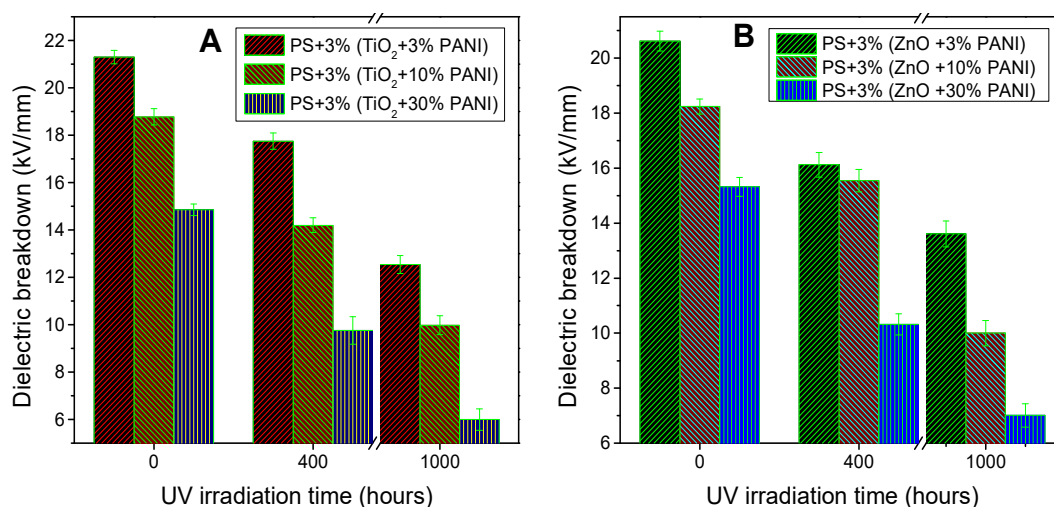 A
PS+3% (TiO₂+3% PANI)
PS+3% (TiO₂+10% PANI)
PS+3% (TiO₂+30% PANI)
Dielectric breakdown (kV/mm)
22
20
18
16
14
12
10
8
6
0
400
1000
UV irradiation time (hours)
B
PS+3% (ZnO +3% PANI)
PS+3% (ZnO +10% PANI)
PS+3% (ZnO +30% PANI)
Dielectric breakdown (kV/mm)
20
18
16
14
12
10
8
6
0
400
1000
UV irradiation time (hours)